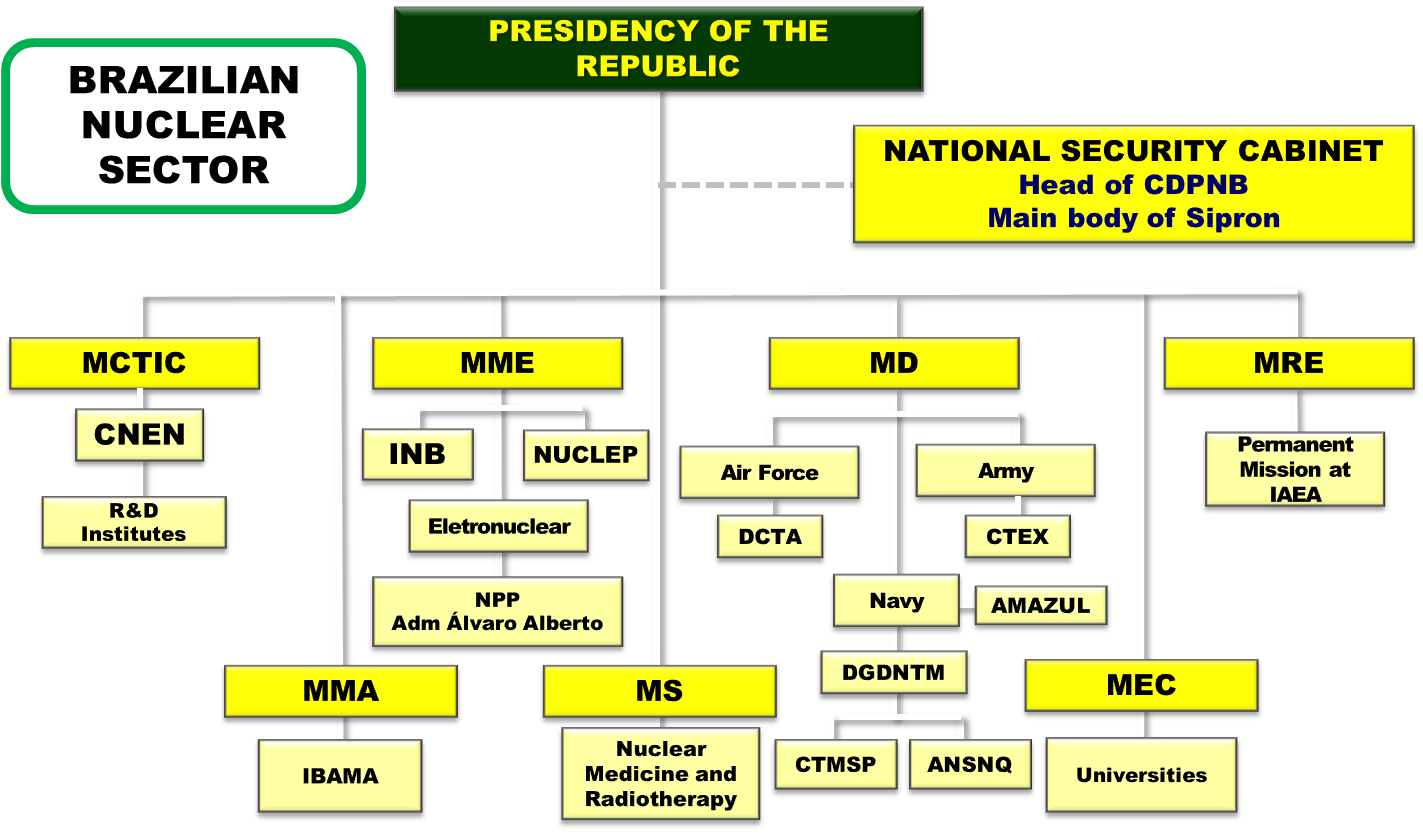 BRAZILIAN
NUCLEAR
SECTOR
PRESIDENCY OF THE
REPUBLIC
NATIONAL SECURITY CABINET
Head of CDPNB
Main body of Sipron
MCTIC
MME
MD
MRE
CNEN
INB
NUCLEP
Air Force
Army
Permanent
Mission at
IAEA
R&D
Institutes
Eletronuclear
DCTA
CTEX
NPP
Adm Álvaro Alberto
Navy
AMAZUL
MMA
MS
DGDNTM
MEC
IBAMA
Nuclear
Medicine and
Radiotherapy
CTMSP
ANSNQ
Universities